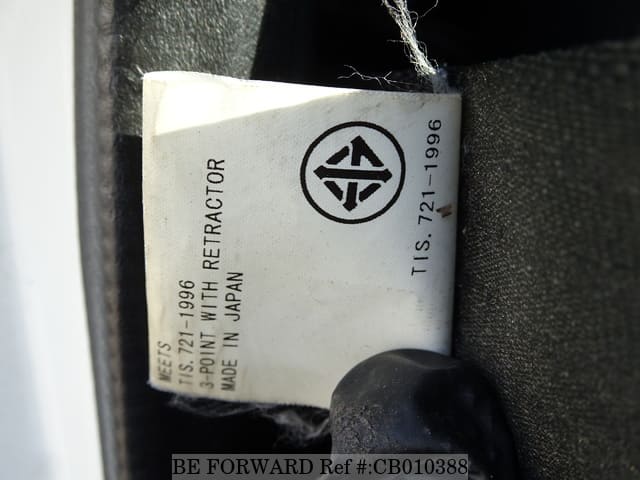 TIS. 721-1996
MEETS
TIS. 721-1996
3-POINT WITH RETRACTOR
MADE IN JAPAN
BE FORWARD Ref #:CB010388